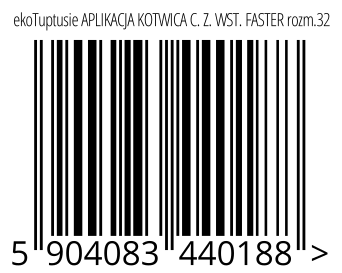 ekoTuptusie APLIKACJA KOTWICA C. Z. WST. FASTER rozm.32
5 904083 440188 >